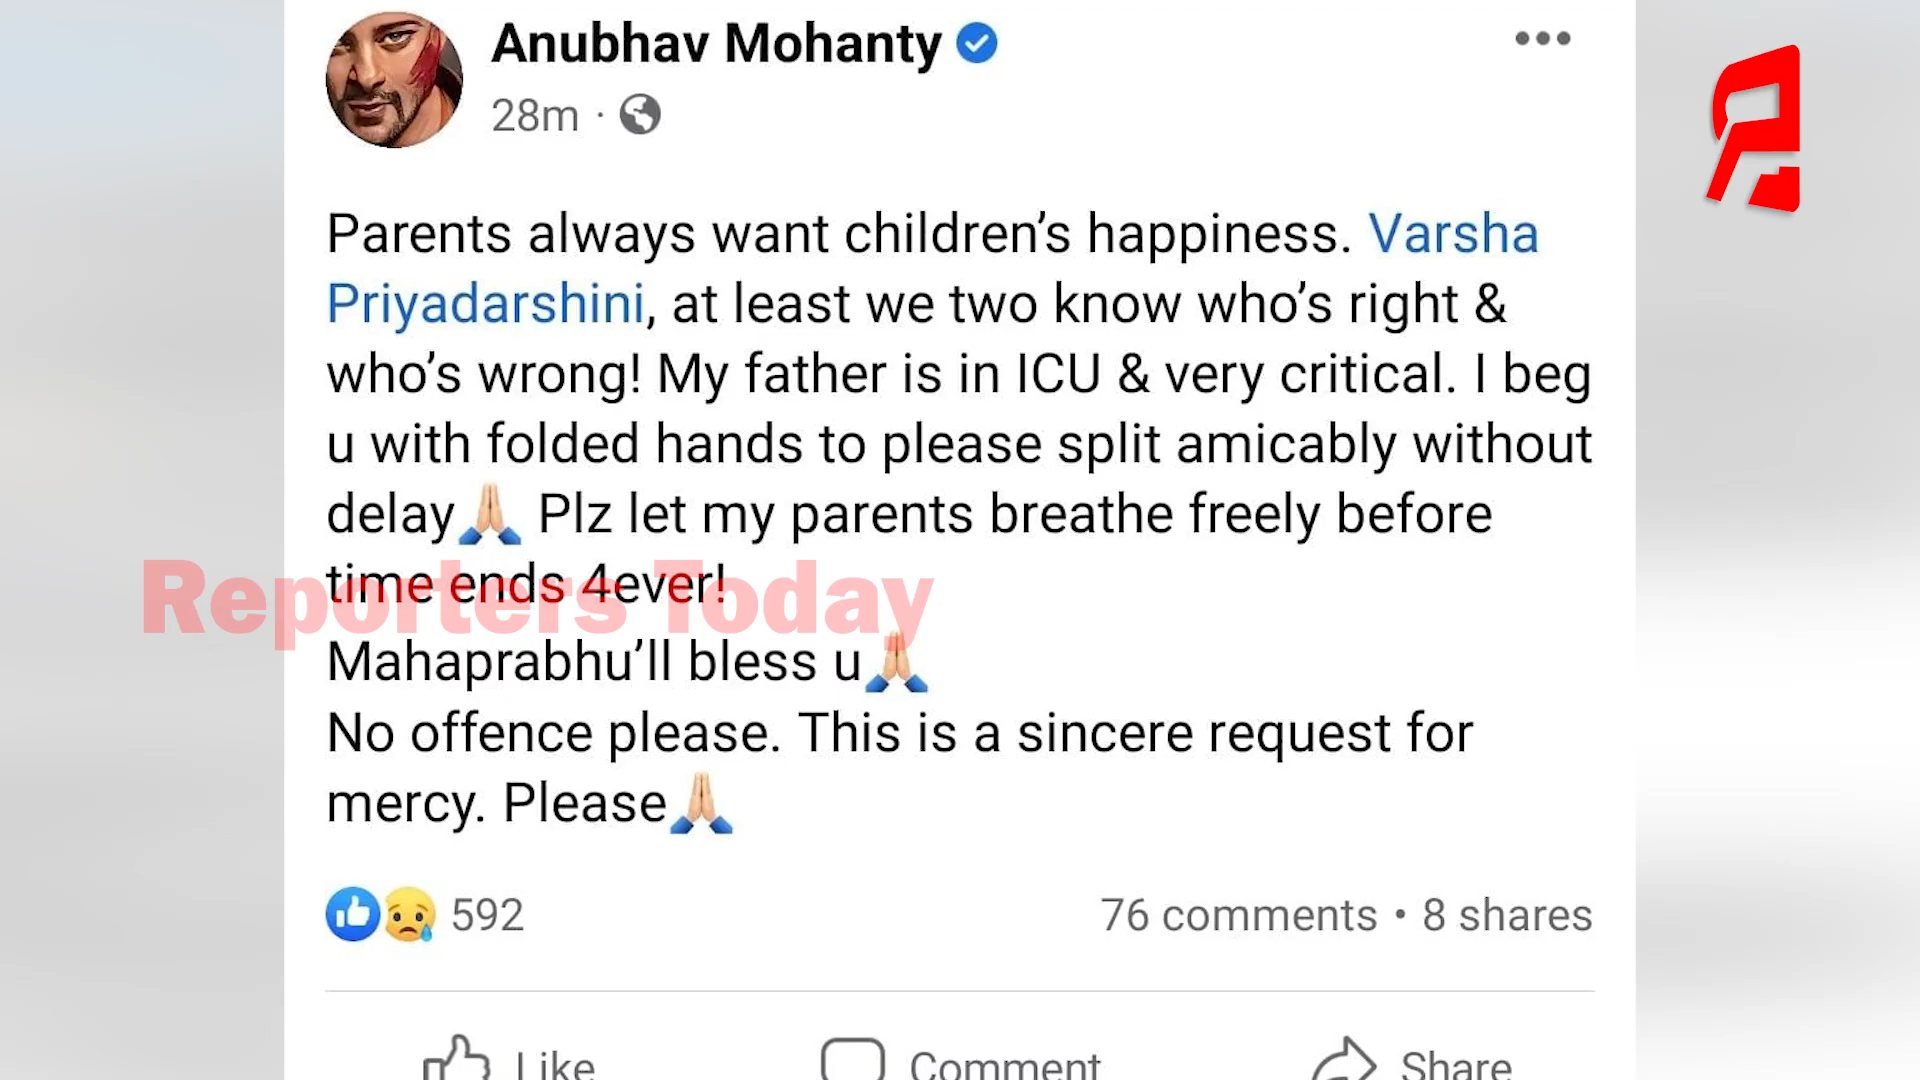 Anubhav Mohanty
28m ·
Parents always want children's happiness. Varsha
Priyadarshini, at least we two know who's right &
who's wrong! My father is in ICU & very critical. I beg
u with folded hands to please split amicably without
delay🙏🏻 Plz let my parents breathe freely before
time ends 4ever!
Reporters Today
Mahaprabhu'll bless u🙏🏻
No offence please. This is a sincere request for
mercy. Please🙏🏻
592
76 comments • 8 shares
Like
Comment
Share